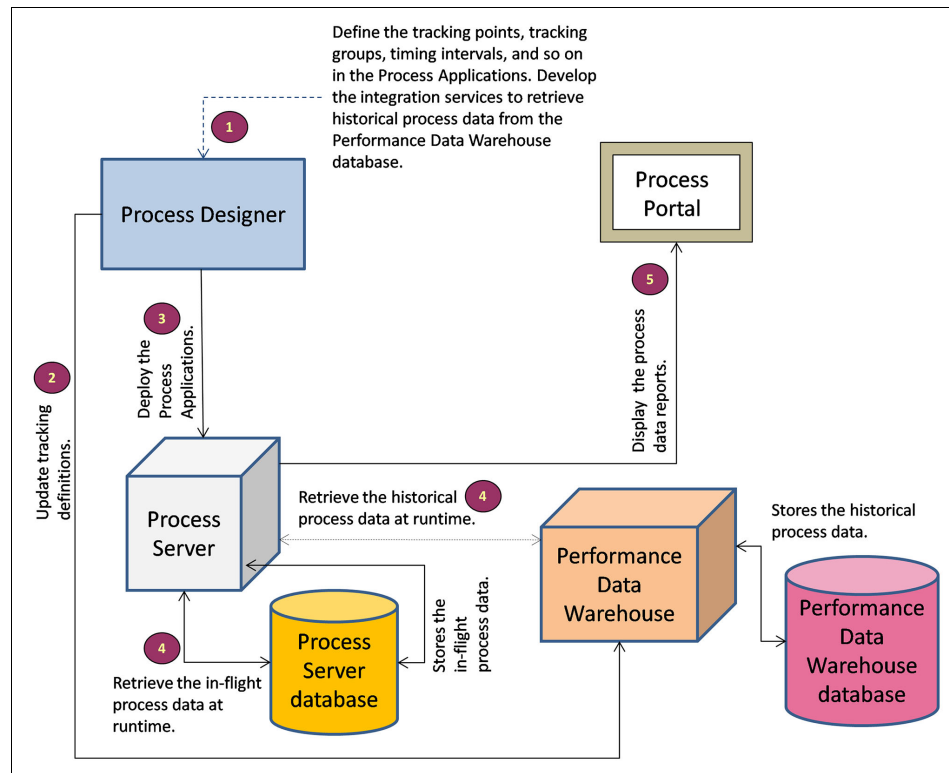 Define the tracking points, tracking
groups, timing intervals, and so on
in the Process Applications. Develop
the integration services to retrieve
historical process data from the
Performance Data Warehouse
database.
1
Process Designer
Process
Portal
5
Display the process
data reports.
3
Deploy the
Process
Applications.
2
Update tracking
definitions.
Process
Server
Retrieve the historical
process data at runtime.
4
Performance
Data
Warehouse
Stores the historical
process data.
Performance
Data
Warehouse
database
Stores the
in-flight
process data.
Process
Server
database
4
Retrieve the in-flight
process data at
runtime.